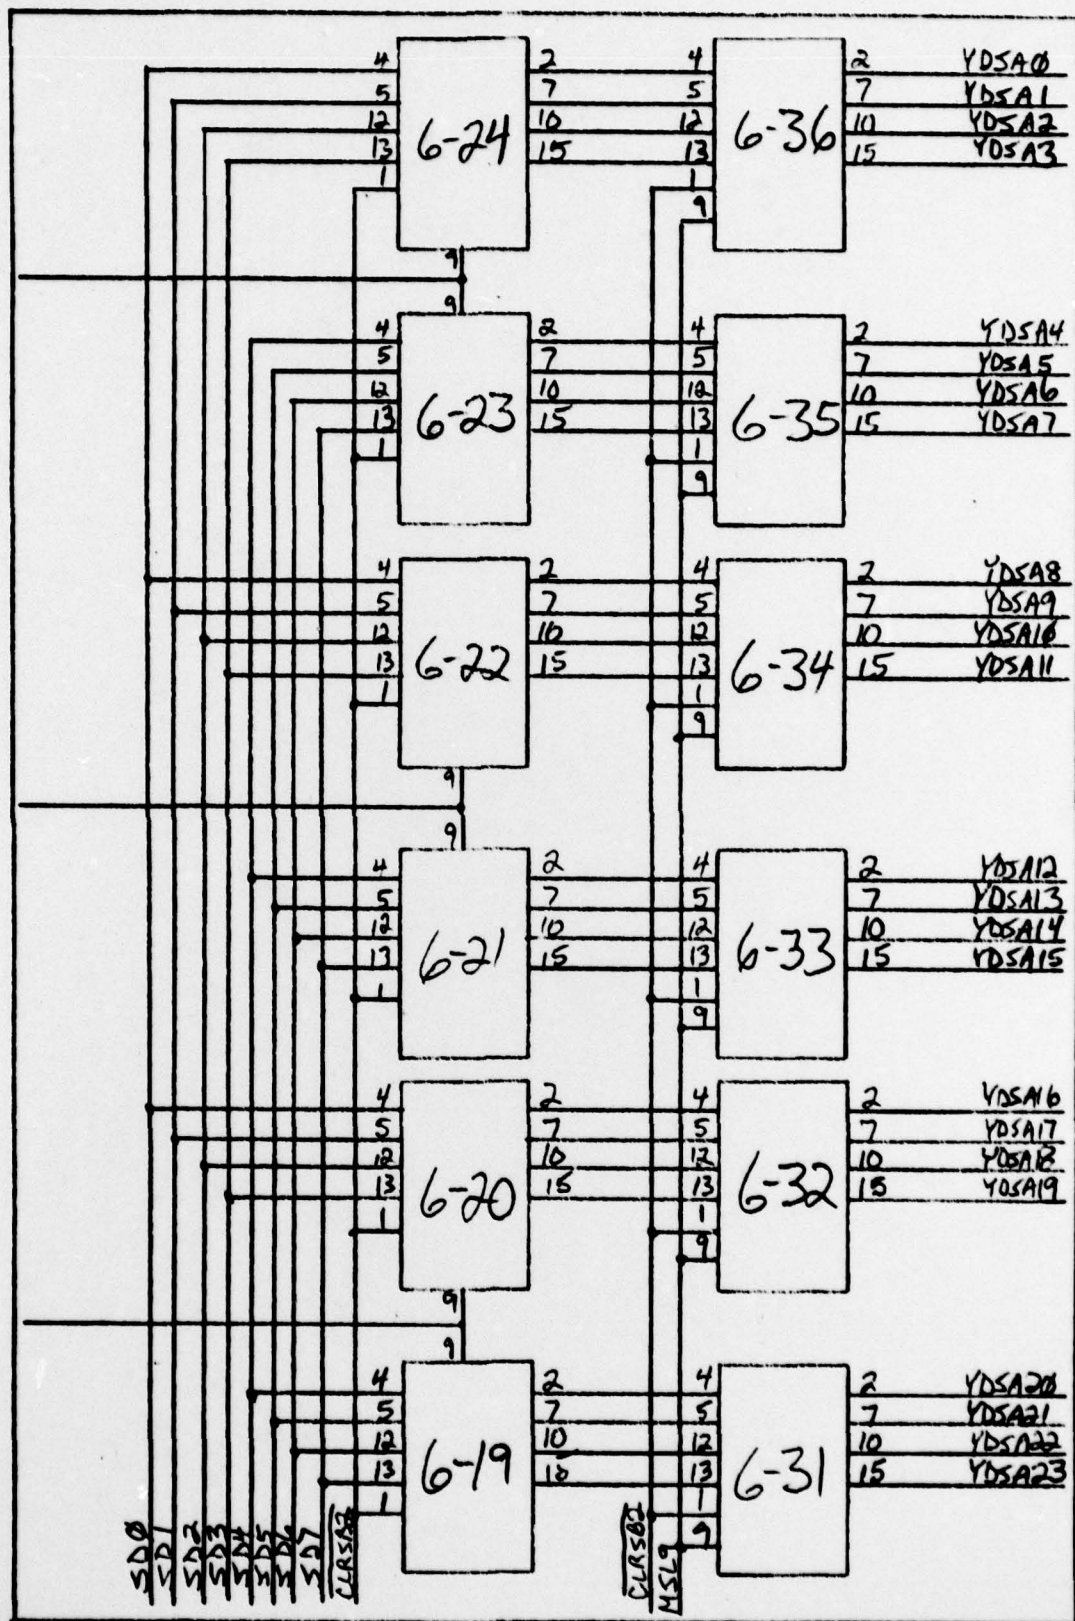 4 2 4 2 YDSAØ
5 7 5 7 YDSA1
12 10 12 10 YDSA2
13 6-24 15 13 6-36 15 YDSA3
1 1
9 9
9
4 2 4 2 YDSA4
5 7 5 7 YDSA5
12 10 12 10 YDSA6
13 6-23 15 13 6-35 15 YDSA7
1 1
9
4 2 4 2 YDSA8
5 7 5 7 YDSA9
12 10 12 10 YDSA1Ø
13 6-22 15 13 6-34 15 YDSA11
1 1
9 9
9
4 2 4 2 YDSA12
5 7 5 7 YDSA13
12 10 12 10 YDSA14
13 6-21 15 13 6-33 15 YDSA15
1 1
9
4 2 4 2 YDSA16
5 7 5 7 YDSA17
12 10 12 10 YDSA18
13 6-20 15 13 6-32 15 YDSA19
1 1
9 9
9
4 2 4 2 YDSA2Ø
5 7 5 7 YDSA21
12 10 12 10 YDSA22
13 6-19 13 6-31 15 YDSA23
1 1
9
SDØ
SD1
SD2
SD3
SD4
SD5
SD6
SD7
CLRSB2
MSL9